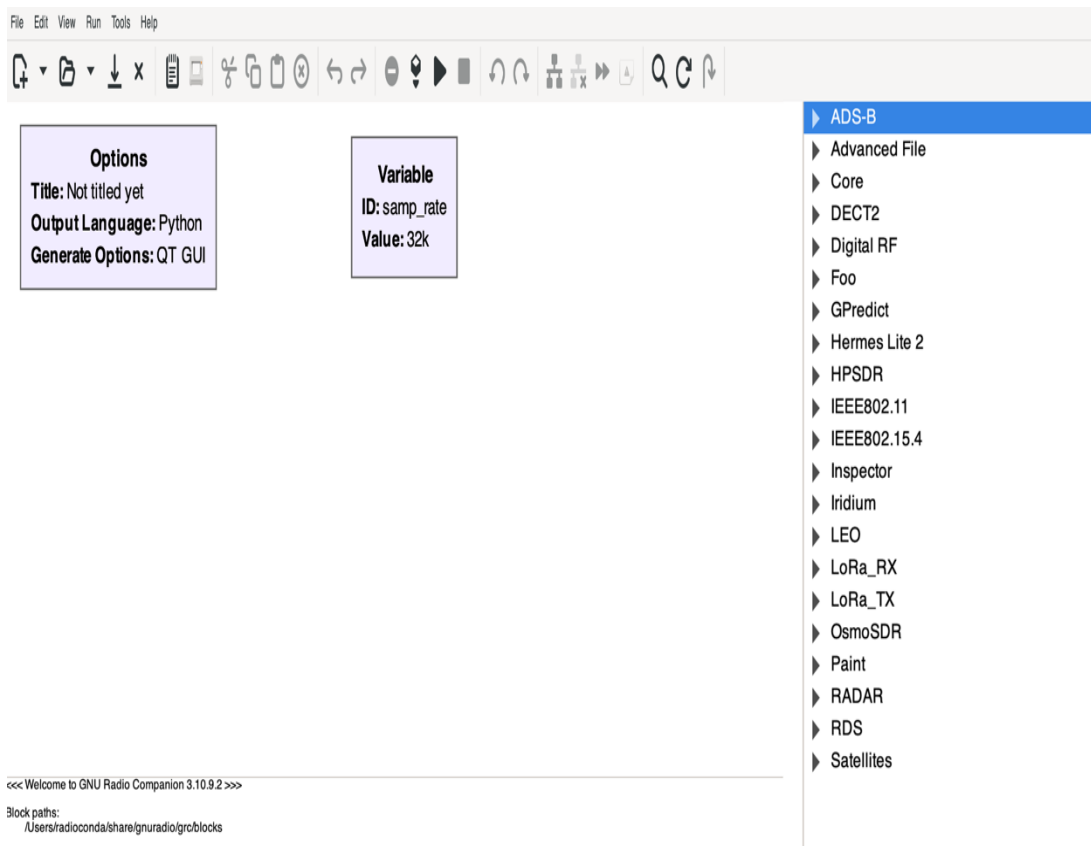 File Edit View Run Tools Help
Options
Title: Not titled yet
Output Language: Python
Generate Options: QT GUI
Variable
ID: samp_rate
Value: 32k
ADS-B
Advanced File
Core
DECT2
Digital RF
Foo
GPredict
Hermes Lite 2
HPSDR
IEEE802.11
IEEE802.15.4
Inspector
Iridium
LEO
LoRa_RX
LoRa_TX
OsmoSDR
Paint
RADAR
RDS
Satellites
<<< Welcome to GNU Radio Companion 3.10.9.2 >>>
Block paths:
/Users/radioconda/share/gnuradio/grc/blocks